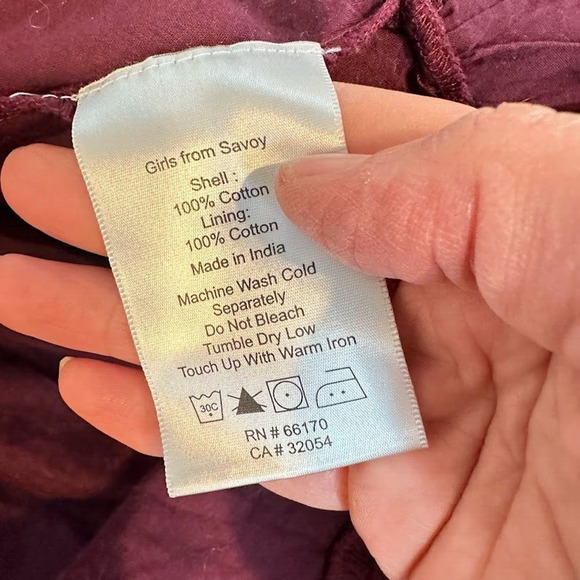 Girls from Savoy
Shell :
100% Cotton
Lining:
100% Cotton
Made in India
Machine Wash Cold
Separately
Do Not Bleach
Tumble Dry Low
Touch Up With Warm Iron
30C
RN # 66170
CA # 32054